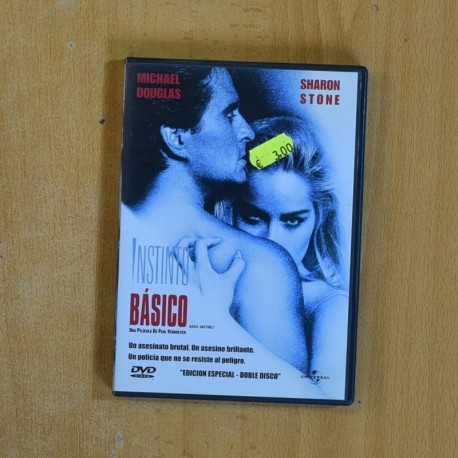 MICHAEL
DOUGLAS
SHARON
STONE
€ 3,00
INSTINTO
BÁSICO
BASIC INSTINCT
UNA PELÍCULA DE PAUL VERHOEVEN
Un asesinato brutal. Un asesino brillante.
Un policía que no se resiste al peligro.
"EDICION ESPECIAL - DOBLE DISCO"
DVD
VIDEO
UNIVERSAL